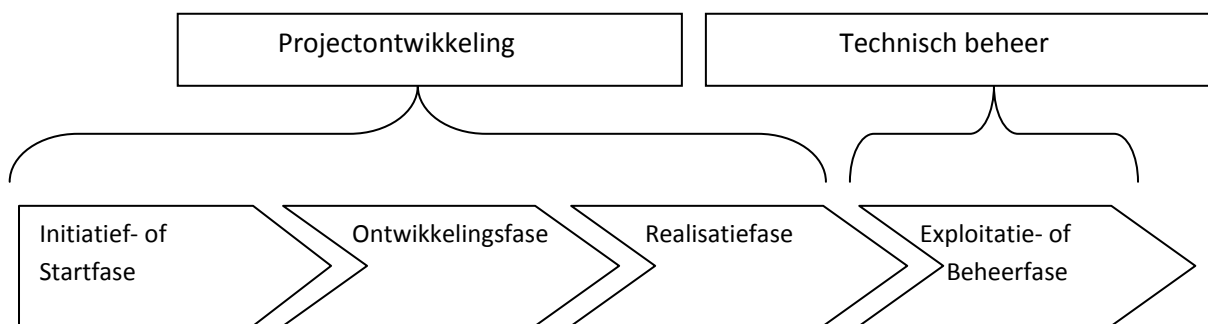 Projectontwikkeling
Technisch beheer
Initiatief- of
Startfase
Ontwikkelingsfase
Realisatiefase
Exploitatie- of
Beheerfase